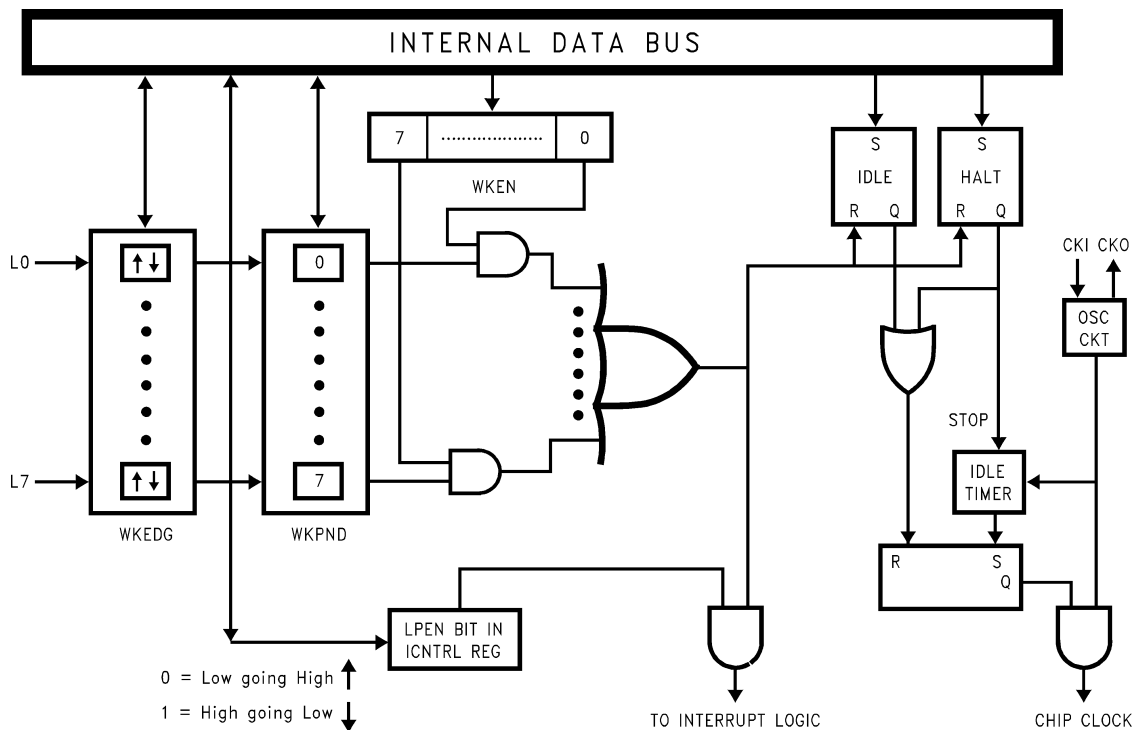 INTERNAL DATA BUS
7 .................... 0
WKEN
S
IDLE
R Q
S
HALT
R Q
CKI CKO
OSC
CKT
L0
0
L7
7
WKEDG
WKPND
STOP
IDLE
TIMER
R S
Q
LPEN BIT IN
ICNTRL REG
0 = Low going High
1 = High going Low
TO INTERRUPT LOGIC
CHIP CLOCK